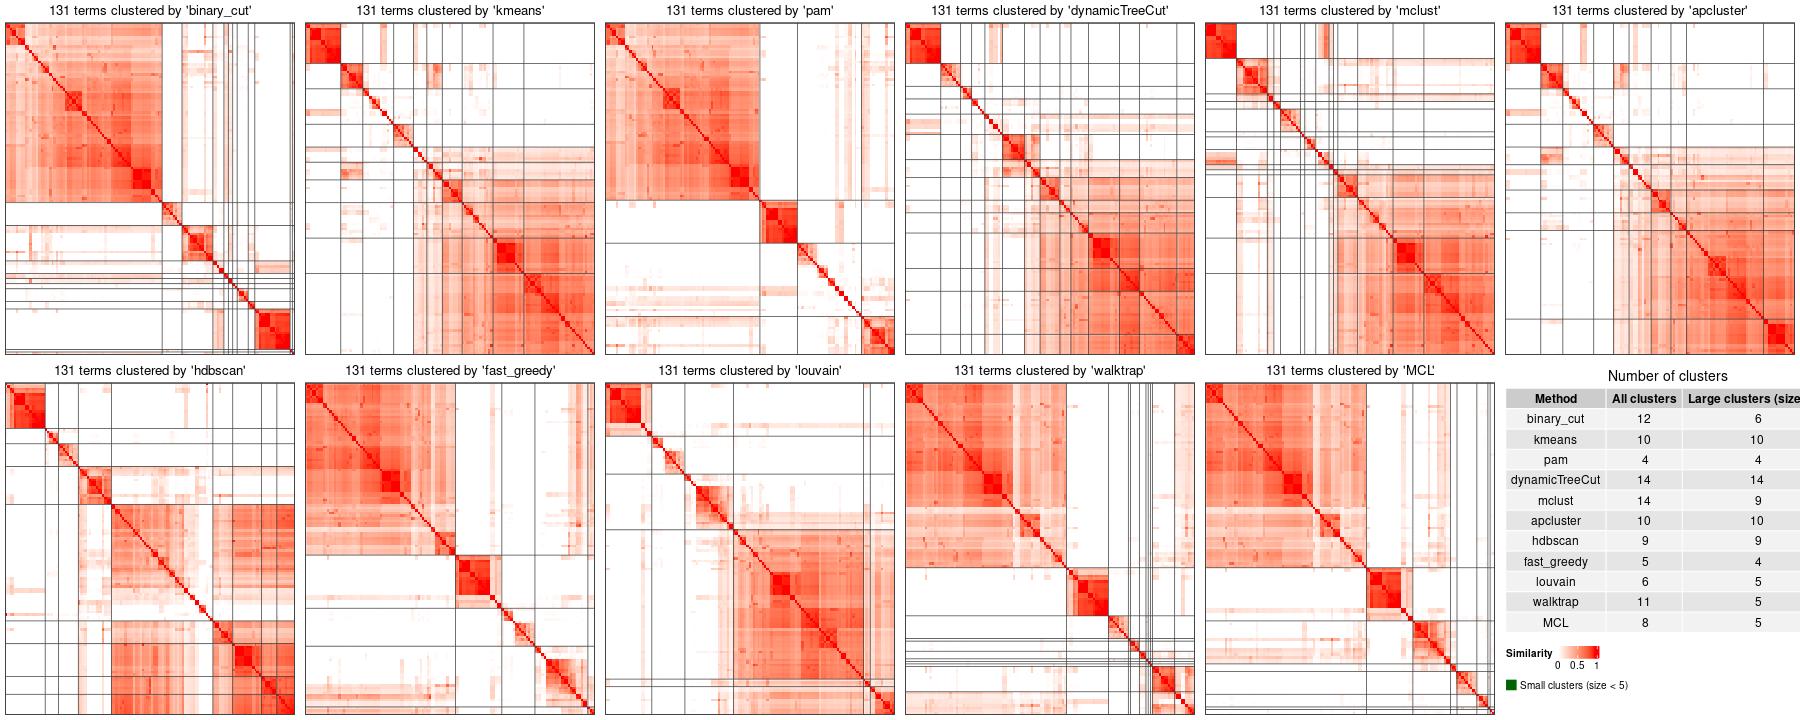 131 terms clustered by 'binary_cut'
131 terms clustered by 'kmeans'
131 terms clustered by 'pam'
131 terms clustered by 'dynamicTreeCut'
131 terms clustered by 'mclust'
131 terms clustered by 'apcluster'
131 terms clustered by 'hdbscan'
131 terms clustered by 'fast_greedy'
131 terms clustered by 'louvain'
131 terms clustered by 'walktrap'
131 terms clustered by 'MCL'
Number of clusters
Method All clusters Large clusters (size
binary_cut 12 6
kmeans 10 10
pam 4 4
dynamicTreeCut 14 14
mclust 14 9
apcluster 10 10
hdbscan 9 9
fast_greedy 5 4
louvain 6 5
walktrap 11 5
MCL 8 5
Similarity
0 0.5 1
Small clusters (size < 5)